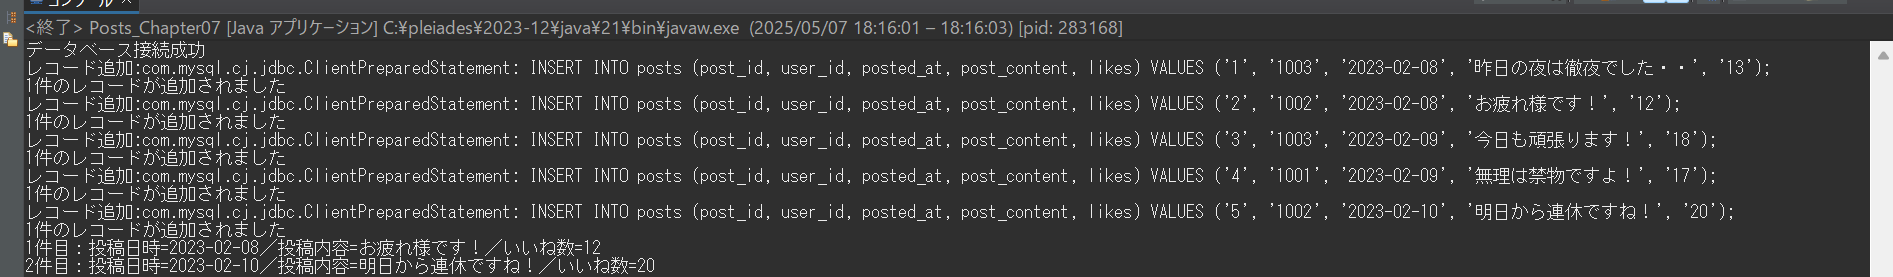 コンソール ×
<終了> Posts_Chapter07 [Java アプリケーション] C:¥pleiades¥2023-12¥java¥21¥bin¥javaw.exe (2025/05/07 18:16:01 – 18:16:03) [pid: 283168]
データベース接続成功
レコード追加:com.mysql.cj.jdbc.ClientPreparedStatement: INSERT INTO posts (post_id, user_id, posted_at, post_content, likes) VALUES ('1', '1003', '2023-02-08', '昨日の夜は徹夜でした・・', '13');
1件のレコードが追加されました
レコード追加:com.mysql.cj.jdbc.ClientPreparedStatement: INSERT INTO posts (post_id, user_id, posted_at, post_content, likes) VALUES ('2', '1002', '2023-02-08', 'お疲れ様です！', '12');
1件のレコードが追加されました
レコード追加:com.mysql.cj.jdbc.ClientPreparedStatement: INSERT INTO posts (post_id, user_id, posted_at, post_content, likes) VALUES ('3', '1003', '2023-02-09', '今日も頑張ります！', '18');
1件のレコードが追加されました
レコード追加:com.mysql.cj.jdbc.ClientPreparedStatement: INSERT INTO posts (post_id, user_id, posted_at, post_content, likes) VALUES ('4', '1001', '2023-02-09', '無理は禁物ですよ！', '17');
1件のレコードが追加されました
レコード追加:com.mysql.cj.jdbc.ClientPreparedStatement: INSERT INTO posts (post_id, user_id, posted_at, post_content, likes) VALUES ('5', '1002', '2023-02-10', '明日から連休ですね！', '20');
1件のレコードが追加されました
1件目：投稿日時=2023-02-08／投稿内容=お疲れ様です！／いいね数=12
2件目：投稿日時=2023-02-10／投稿内容=明日から連休ですね！／いいね数=20